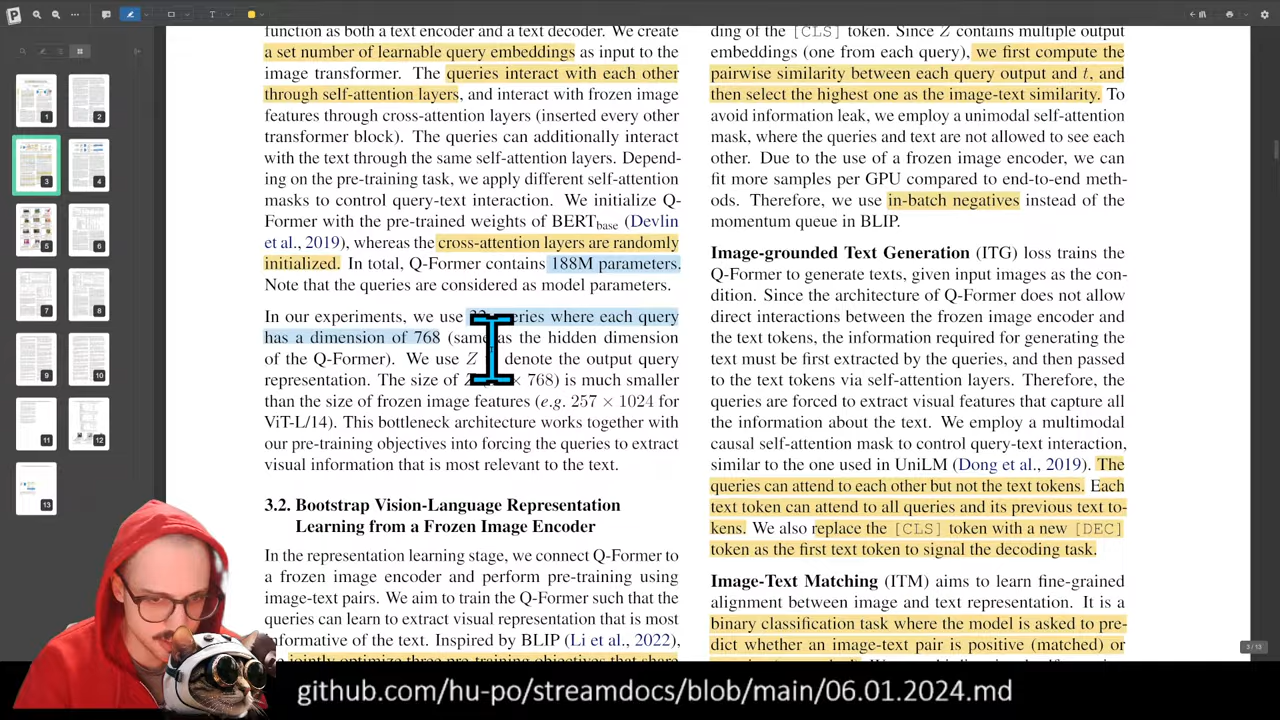 function as both a text encoder and a text decoder. We create
a set number of learnable query embeddings as input to the
image transformer. The queries interact with each other
through self-attention layers, and interact with frozen image
features through cross-attention layers (inserted every other
transformer block). The queries can additionally interact
with the text through the same self-attention layers. Depend-
ing on the pre-training task, we apply different self-attention
masks to control query-text interaction. We initialize Q-
Former with the pre-trained weights of BERTbase (Devlin
et al., 2019), whereas the cross-attention layers are randomly
initialized. In total, Q-Former contains 188M parameters.
Note that the queries are considered as model parameters.
In our experiments, we use where each query
has a dimension of 768 (same as the hidden dimension
of the Q-Former). We use Z denote the output query
representation. The size of Z × 768) is much smaller
than the size of frozen image features (e.g. 257 × 1024 for
ViT-L/14). This bottleneck architecture works together with
our pre-training objectives into forcing the queries to extract
visual information that is most relevant to the text.
3.2. Bootstrap Vision-Language Representation
Learning from a Frozen Image Encoder
In the representation learning stage, we connect Q-Former to
a frozen image encoder and perform pre-training using
image-text pairs. We aim to train the Q-Former such that the
queries can learn to extract visual representation that is most
informative of the text. Inspired by BLIP (Li et al., 2022),
jointly optimize three pre-training objectives that share
ding of the [CLS] token. Since Z contains multiple output
embeddings (one from each query), we first compute the
pairwise similarity between each query output and t, and
then select the highest one as the image-text similarity. To
avoid information leak, we employ a unimodal self-attention
mask, where the queries and text are not allowed to see each
other. Due to the use of a frozen image encoder, we can
fit more samples per GPU compared to end-to-end meth-
ods. Therefore, we use in-batch negatives instead of the
momentum queue in BLIP.
Image-grounded Text Generation (ITG) loss trains the
Q-Former to generate texts, given input images as the con-
dition. Since the architecture of Q-Former does not allow
direct interactions between the frozen image encoder and
the text tokens, the information required for generating the
text must be first extracted by the queries, and then passed
to the text tokens via self-attention layers. Therefore, the
queries are forced to extract visual features that capture all
the information about the text. We employ a multimodal
causal self-attention mask to control query-text interaction,
similar to the one used in UniLM (Dong et al., 2019). The
queries can attend to each other but not the text tokens. Each
text token can attend to all queries and its previous text to-
kens. We also replace the [CLS] token with a new [DEC]
token as the first text token to signal the decoding task.
Image-Text Matching (ITM) aims to learn fine-grained
alignment between image and text representation. It is a
binary classification task where the model is asked to pre-
dict whether an image-text pair is positive (matched) or
1
2
3
4
5
6
7
8
9
10
11
12
13
3 / 13
github.com/hu-po/streamdocs/blob/main/06.01.2024.md